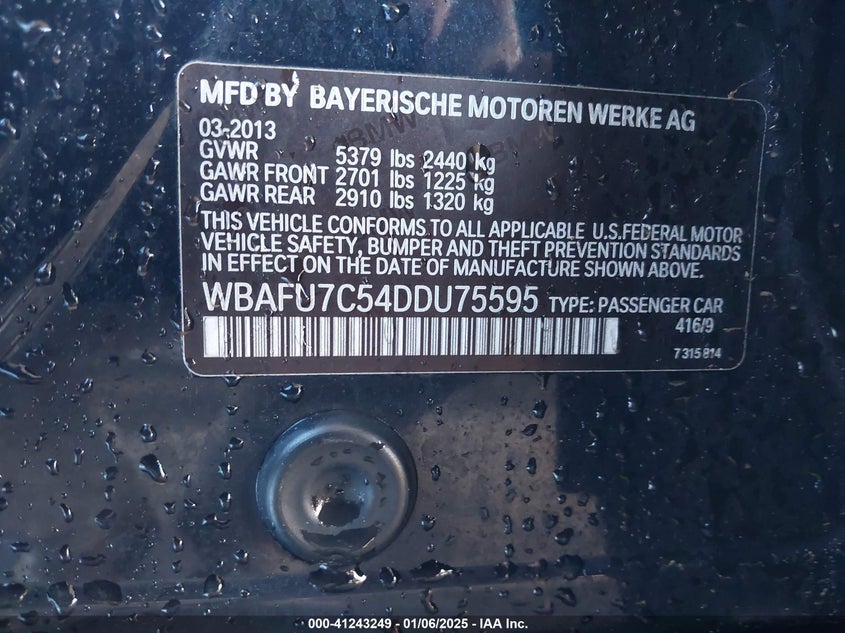 MFD BY BAYERISCHE MOTOREN WERKE AG
03-2013
GVWR 5379 lbs 2440 kg
GAWR FRONT 2701 lbs 1225 kg
GAWR REAR 2910 lbs 1320 kg
THIS VEHICLE CONFORMS TO ALL APPLICABLE U.S.FEDERAL MOTOR
VEHICLE SAFETY, BUMPER AND THEFT PREVENTION STANDARDS
IN EFFECT ON THE DATE OF MANUFACTURE SHOWN ABOVE.
WBAFU7C54DDU75595 TYPE: PASSENGER CAR
416/9
7 315 814
000-41243249 - 01/06/2025 - IAA Inc.